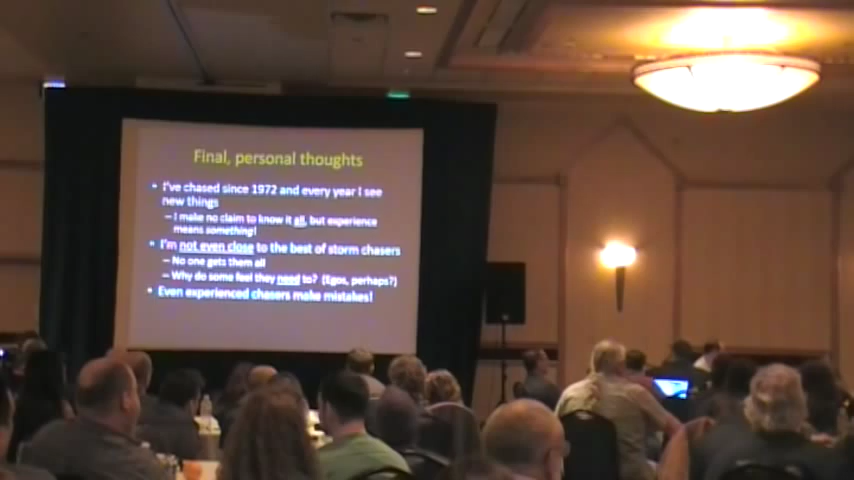 Final, personal thoughts
• I've chased since 1972 and every year I see
new things
– I make no claim to know it all, but experience
means something!
• I'm not even close to the best of storm chasers
– No one gets them all
– Why do some feel they need to? (Egos, perhaps?)
• Even experienced chasers make mistakes!